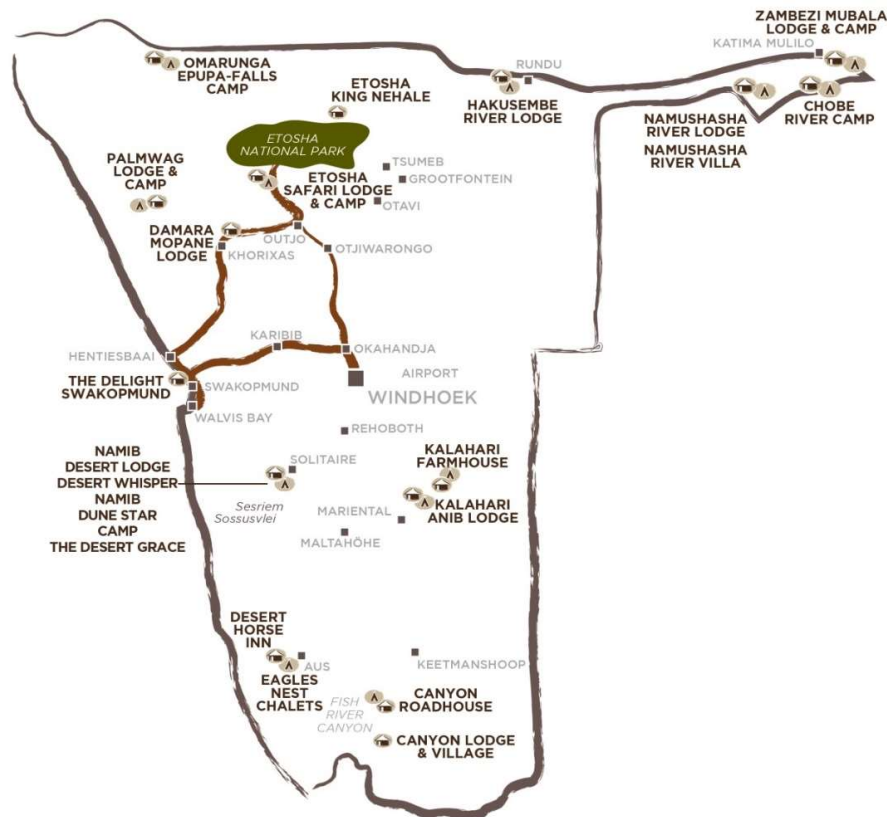 ZAMBEZI MUBALA
LODGE & CAMP
KATIMA MULILO
OMARUNGA
EPUPA-FALLS
CAMP
RUNDU
ETOSHA
KING NEHALE
HAKUSEMBE
RIVER LODGE
NAMUSHASHA
RIVER LODGE
NAMUSHASHA
RIVER VILLA
CHOBE
RIVER CAMP
ETOSHA
NATIONAL PARK
PALMWAG
LODGE &
CAMP
TSUMEB
GROOTFONTEIN
ETOSHA
SAFARI LODGE
& CAMP
OTAVI
DAMARA
MOPANE
LODGE
OUTJO
KHORIXAS
OTJIWARONGO
KARIBIB
OKAHANDJA
HENTIESBAAI
AIRPORT
WINDHOEK
THE DELIGHT
SWAKOPMUND
SWAKOPMUND
WALVIS BAY
REHOBOTH
NAMIB
DESERT LODGE
DESERT WHISPER
NAMIB
DUNE STAR
CAMP
THE DESERT GRACE
SOLITAIRE
Sesriem
Sossusvlei
KALAHARI
FARMHOUSE
KALAHARI
ANIB LODGE
MARIENTAL
MALTAHÖHE
DESERT
HORSE
INN
AUS
EAGLES
NEST
CHALETS
KEETMANSHOOP
FISH
RIVER
CANYON
CANYON
ROADHOUSE
CANYON LODGE
& VILLAGE